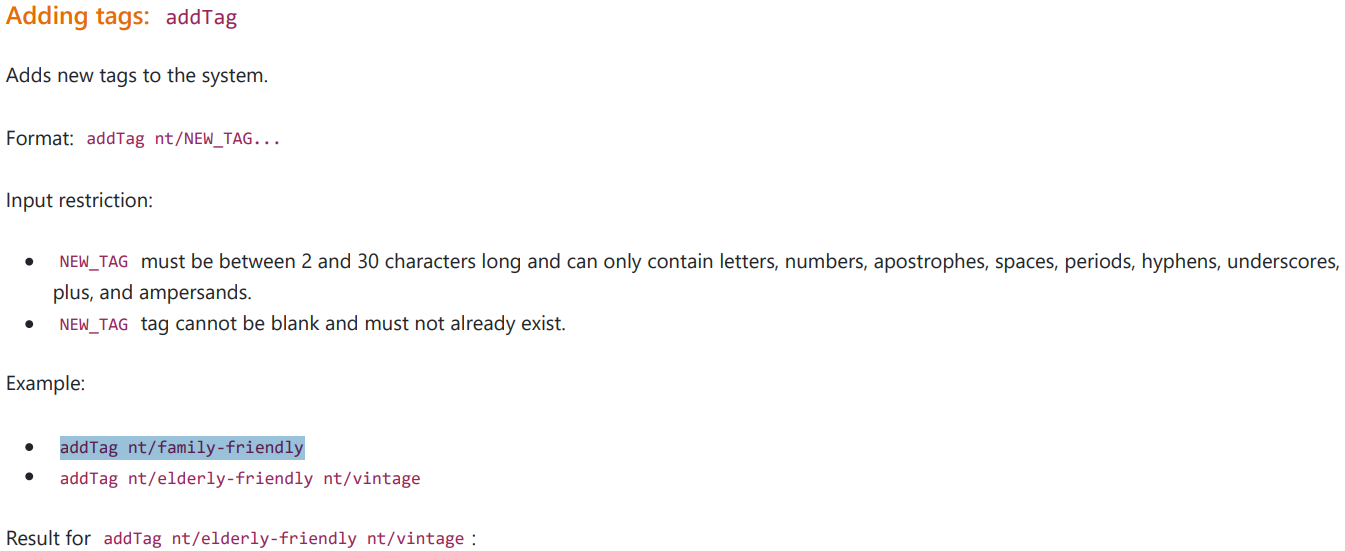 Adding tags: addTag
Adds new tags to the system.
Format: addTag nt/NEW_TAG...
Input restriction:
NEW_TAG must be between 2 and 30 characters long and can only contain letters, numbers, apostrophes, spaces, periods, hyphens, underscores,
plus, and ampersands.
NEW_TAG tag cannot be blank and must not already exist.
Example:
addTag nt/family-friendly
addTag nt/elderly-friendly nt/vintage
Result for addTag nt/elderly-friendly nt/vintage :